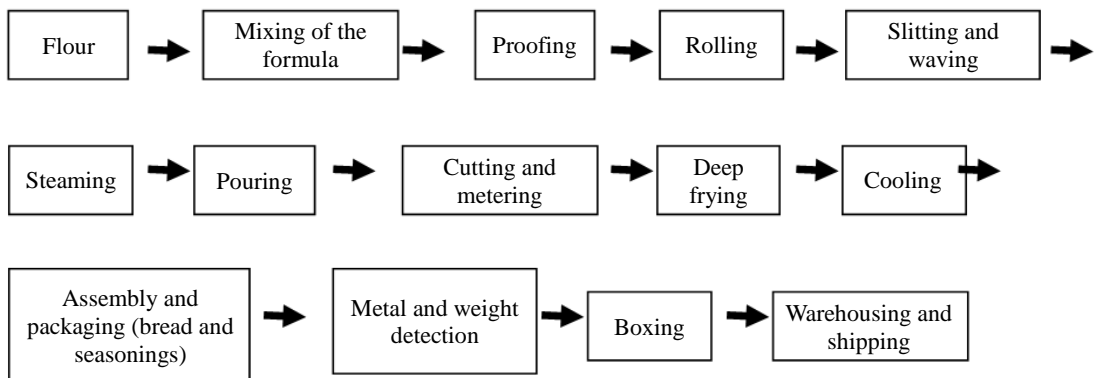 Flour
Mixing of the
formula
Proofing
Rolling
Slitting and
waving
Steaming
Pouring
Cutting and
metering
Deep
frying
Cooling
Assembly and
packaging (bread and
seasonings)
Metal and weight
detection
Boxing
Warehousing and
shipping